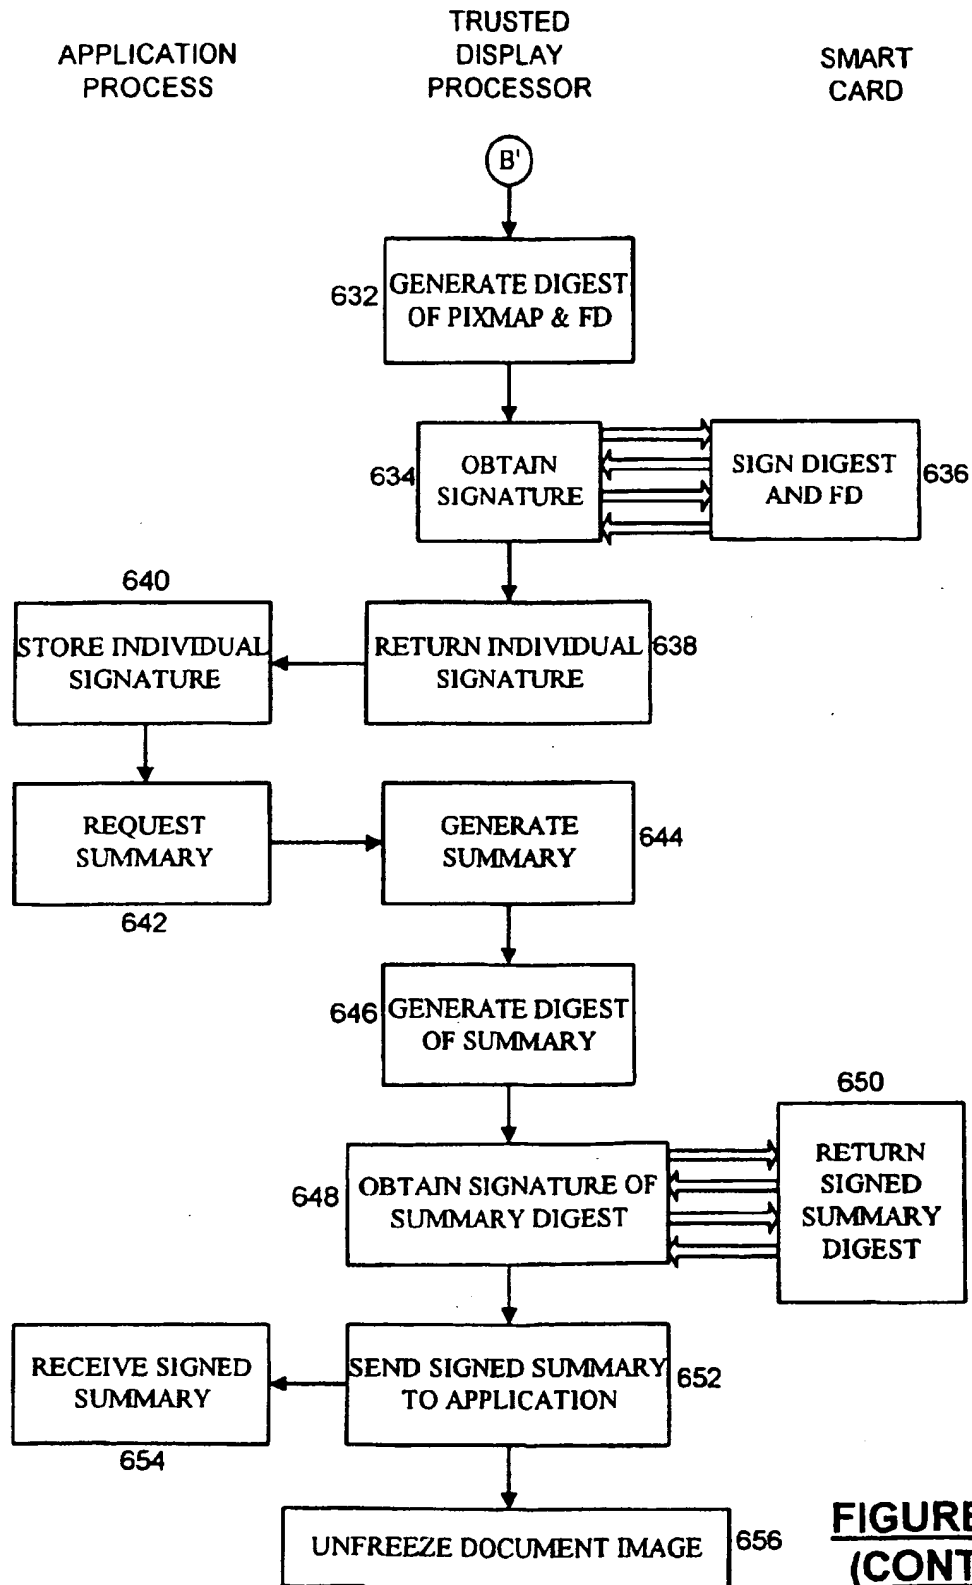 APPLICATION
PROCESS
TRUSTED
DISPLAY
PROCESSOR
SMART
CARD
B'
632
GENERATE DIGEST
OF PIXMAP & FD
634
OBTAIN
SIGNATURE
SIGN DIGEST
AND FD
636
640
STORE INDIVIDUAL
SIGNATURE
RETURN INDIVIDUAL
SIGNATURE
638
REQUEST
SUMMARY
642
GENERATE
SUMMARY
644
646
GENERATE DIGEST
OF SUMMARY
648
OBTAIN SIGNATURE OF
SUMMARY DIGEST
650
RETURN
SIGNED
SUMMARY
DIGEST
RECEIVE SIGNED
SUMMARY
654
SEND SIGNED SUMMARY
TO APPLICATION
652
UNFREEZE DOCUMENT IMAGE
656
FIGURE
(CONT